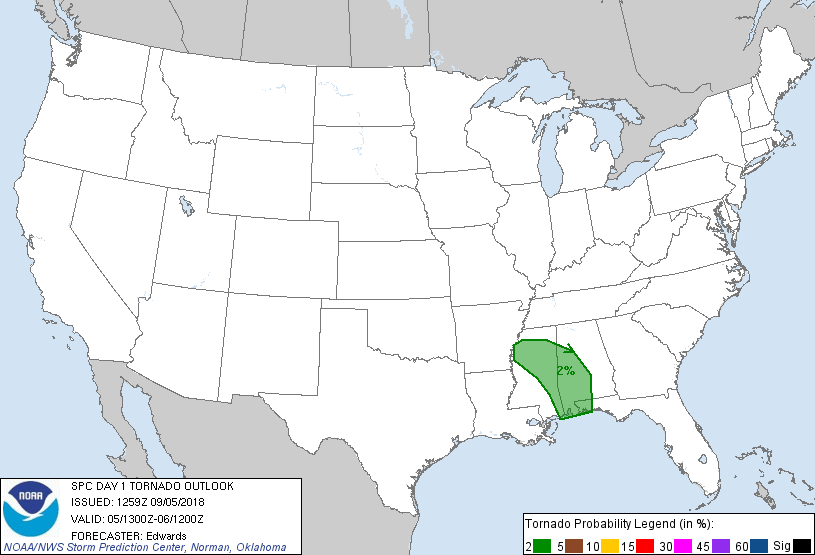 2%
SPC DAY 1 TORNADO OUTLOOK
ISSUED: 1259Z 09/05/2018
VALID: 05/1300Z-06/1200Z
FORECASTER: Edwards
NOAA/NWS Storm Prediction Center, Norman, Oklahoma
NOAA
Tornado Probability Legend (in %):
2 5 10 15 30 45 60 Sig